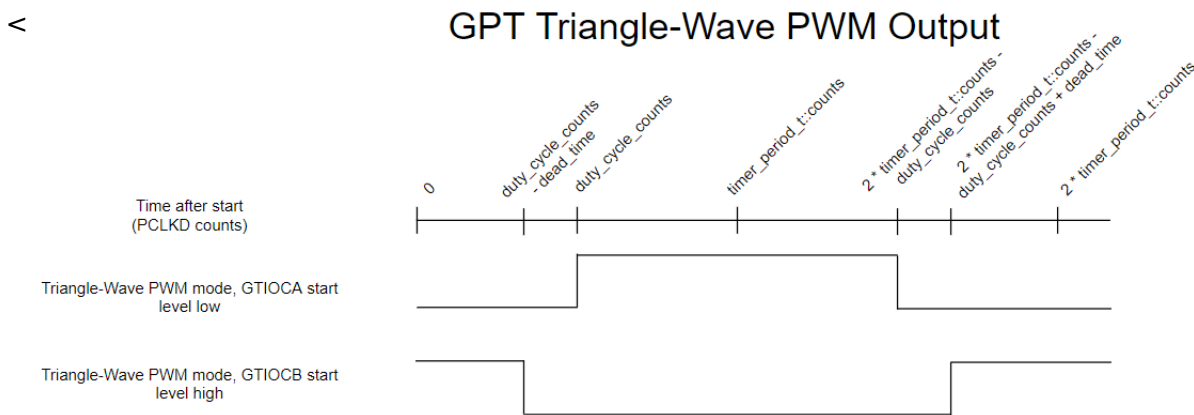 <
GPT Triangle-Wave PWM Output
0
duty_cycle_counts
- dead_time
duty_cycle_counts
timer_period_t::counts
2 * timer_period_t::counts -
duty_cycle_counts
2 * timer_period_t::counts -
duty_cycle_counts + dead_time
2 * timer_period_t::counts
Time after start
(PCLKD counts)
Triangle-Wave PWM mode, GTIOCA start
level low
Triangle-Wave PWM mode, GTIOCB start
level high